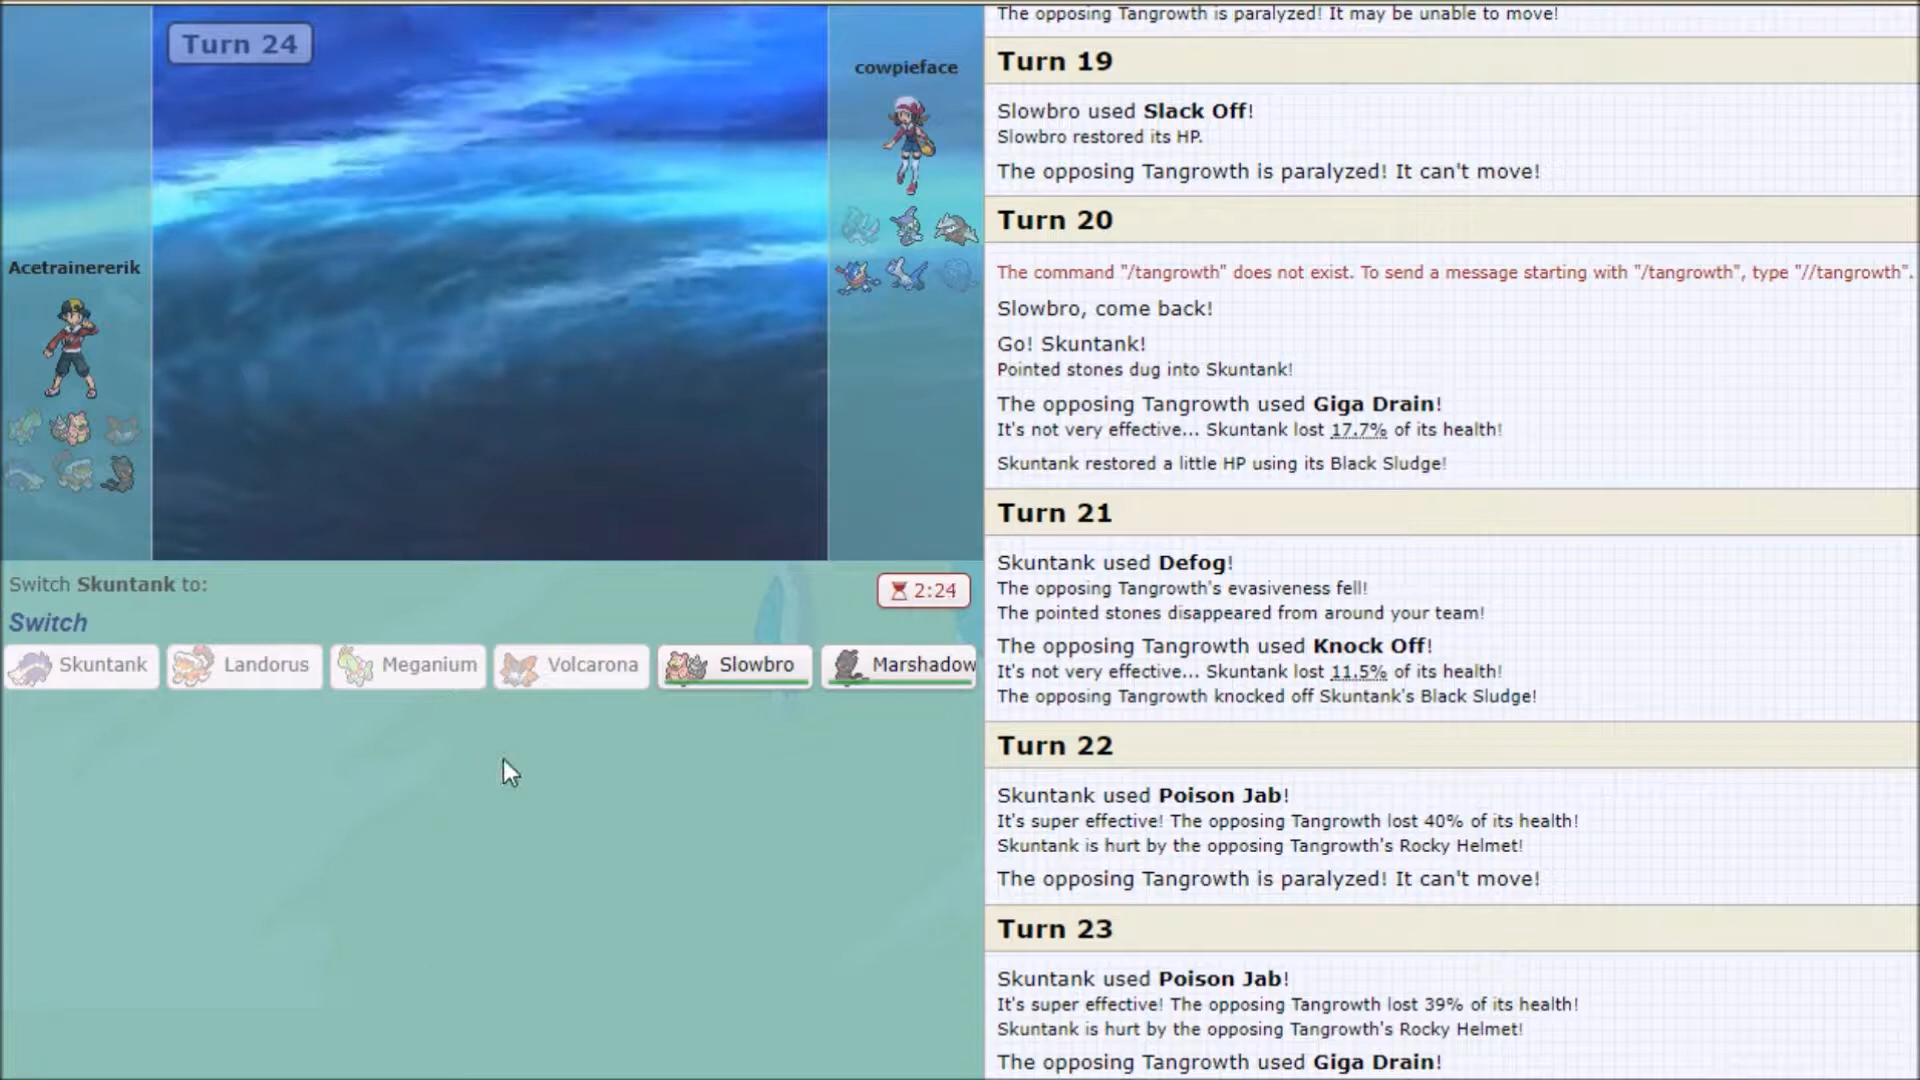 Turn 24
cowpieface
Acetrainererik
Switch Skuntank to:
2:24
Switch
Skuntank
Landorus
Meganium
Volcarona
Slowbro
Marshadow
The opposing Tangrowth is paralyzed! It may be unable to move!
Turn 19
Slowbro used Slack Off!
Slowbro restored its HP.
The opposing Tangrowth is paralyzed! It can't move!
Turn 20
The command "/tangrowth" does not exist. To send a message starting with "/tangrowth", type "//tangrowth".
Slowbro, come back!
Go! Skuntank!
Pointed stones dug into Skuntank!
The opposing Tangrowth used Giga Drain!
It's not very effective... Skuntank lost 17.7% of its health!
Skuntank restored a little HP using its Black Sludge!
Turn 21
Skuntank used Defog!
The opposing Tangrowth's evasiveness fell!
The pointed stones disappeared from around your team!
The opposing Tangrowth used Knock Off!
It's not very effective... Skuntank lost 11.5% of its health!
The opposing Tangrowth knocked off Skuntank's Black Sludge!
Turn 22
Skuntank used Poison Jab!
It's super effective! The opposing Tangrowth lost 40% of its health!
Skuntank is hurt by the opposing Tangrowth's Rocky Helmet!
The opposing Tangrowth is paralyzed! It can't move!
Turn 23
Skuntank used Poison Jab!
It's super effective! The opposing Tangrowth lost 39% of its health!
Skuntank is hurt by the opposing Tangrowth's Rocky Helmet!
The opposing Tangrowth used Giga Drain!